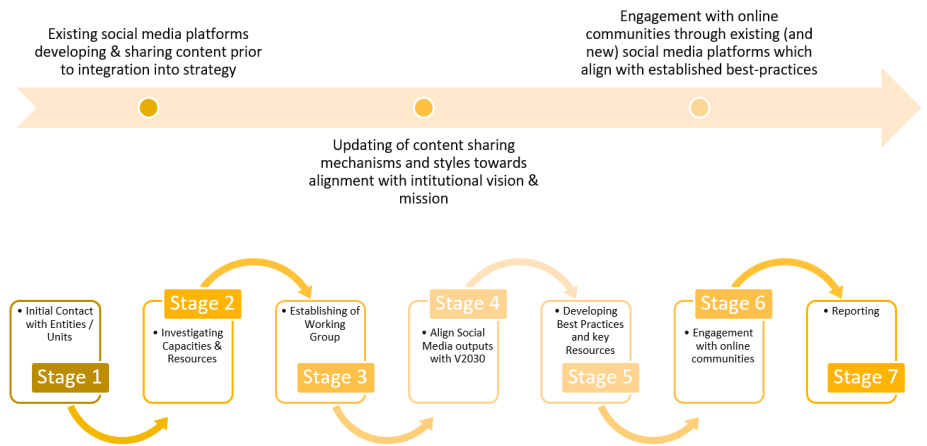 Existing social media platforms
developing & sharing content prior
to integration into strategy
Engagement with online
communities through existing (and
new) social media platforms which
align with established best-practices
Updating of content sharing
mechanisms and styles towards
alignment with intitutional vision &
mission
• Initial Contact
with Entities /
Units
Stage 1
Stage 2
• Investigating
Capacities &
Resources
• Establishing of
Working
Group
Stage 3
Stage 4
• Align Social
Media outputs
with V2030
• Developing
Best Practices
and key
Resources
Stage 5
Stage 6
• Engagement
with online
communities
• Reporting
Stage 7